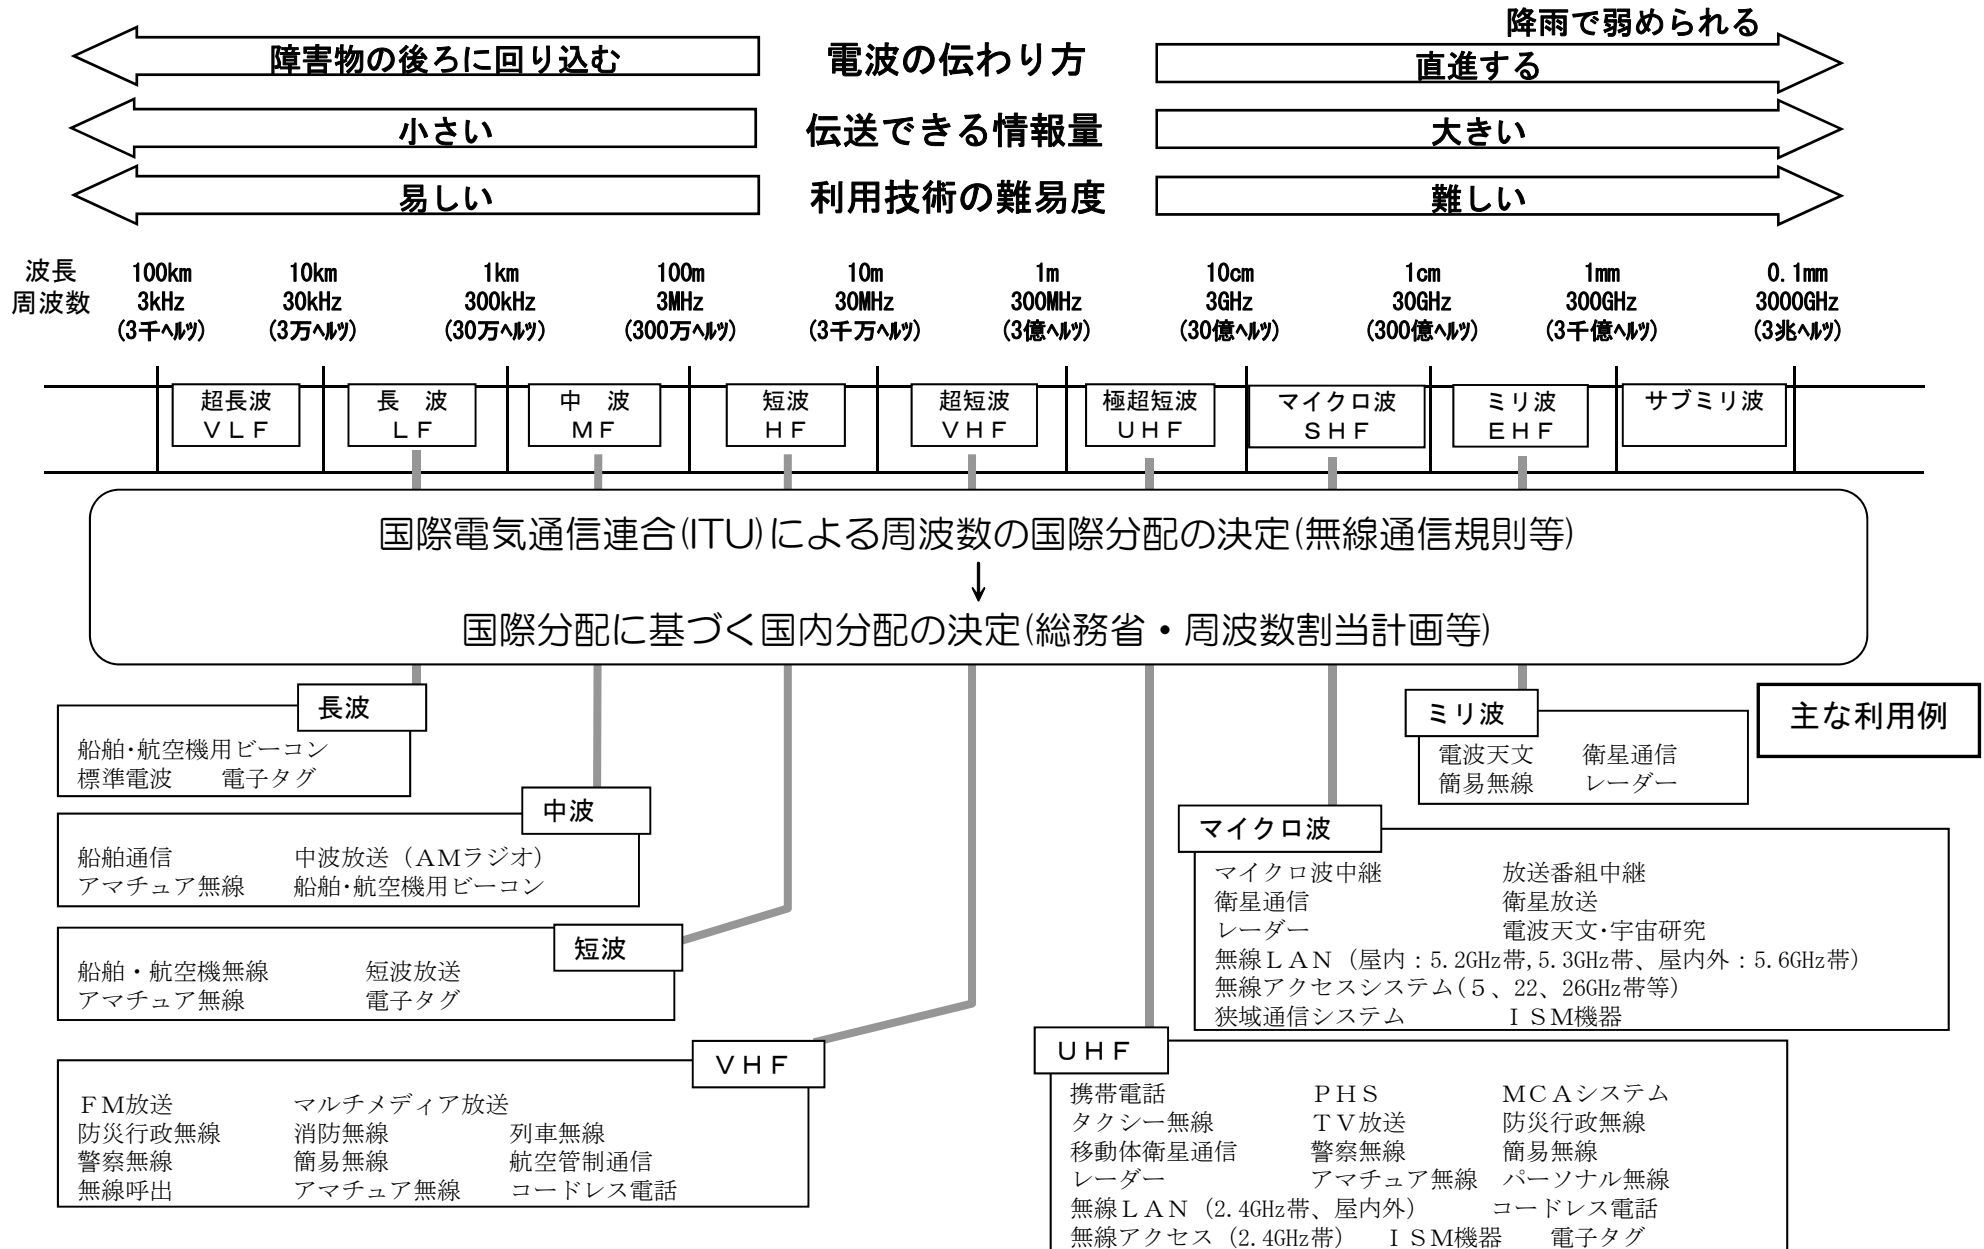 降雨で弱められる
障害物の後ろに回り込む 電波の伝わり方 直進する
小さい 伝送できる情報量 大きい
易しい 利用技術の難易度 難しい
波長 100km 10km 1km 100m 10m 1m 10cm 1cm 1mm 0.1mm
周波数 3kHz 30kHz 300kHz 3MHz 30MHz 300MHz 3GHz 30GHz 300GHz 3000GHz
(3千ﾍﾙﾂ) (3万ﾍﾙﾂ) (30万ﾍﾙﾂ) (300万ﾍﾙﾂ) (3千万ﾍﾙﾂ) (3億ﾍﾙﾂ) (30億ﾍﾙﾂ) (300億ﾍﾙﾂ) (3千億ﾍﾙﾂ) (3兆ﾍﾙﾂ)
超長波 長　波 中　波 短波 超短波 極超短波 マイクロ波 ミリ波 サブミリ波
ＶＬＦ ＬＦ ＭＦ ＨＦ ＶＨＦ ＵＨＦ ＳＨＦ ＥＨＦ
国際電気通信連合(ITU)による周波数の国際分配の決定(無線通信規則等)
↓
国際分配に基づく国内分配の決定(総務省・周波数割当計画等)
主な利用例
長波
船舶･航空機用ビーコン
標準電波　　電子タグ
中波
船舶通信 中波放送（ＡＭラジオ）
アマチュア無線 船舶･航空機用ビーコン
短波
船舶・航空機無線 短波放送
アマチュア無線 電子タグ
ＶＨＦ
ＦＭ放送 マルチメディア放送
防災行政無線 消防無線 列車無線
警察無線 簡易無線 航空管制通信
無線呼出 アマチュア無線 コードレス電話
ミリ波
電波天文 衛星通信
簡易無線 レーダー
マイクロ波
マイクロ波中継 放送番組中継
衛星通信 衛星放送
レーダー 電波天文･宇宙研究
無線ＬＡＮ（屋内：5.2GHz帯,5.3GHz帯、屋内外：5.6GHz帯）
無線アクセスシステム(５、22、26GHz帯等)
狭域通信システム ＩＳＭ機器
ＵＨＦ
携帯電話 ＰＨＳ ＭＣＡシステム
タクシー無線 ＴＶ放送 防災行政無線
移動体衛星通信 警察無線 簡易無線
レーダー アマチュア無線 パーソナル無線
無線ＬＡＮ（2.4GHz帯、屋内外） コードレス電話
無線アクセス（2.4GHz帯） ＩＳＭ機器 電子タグ